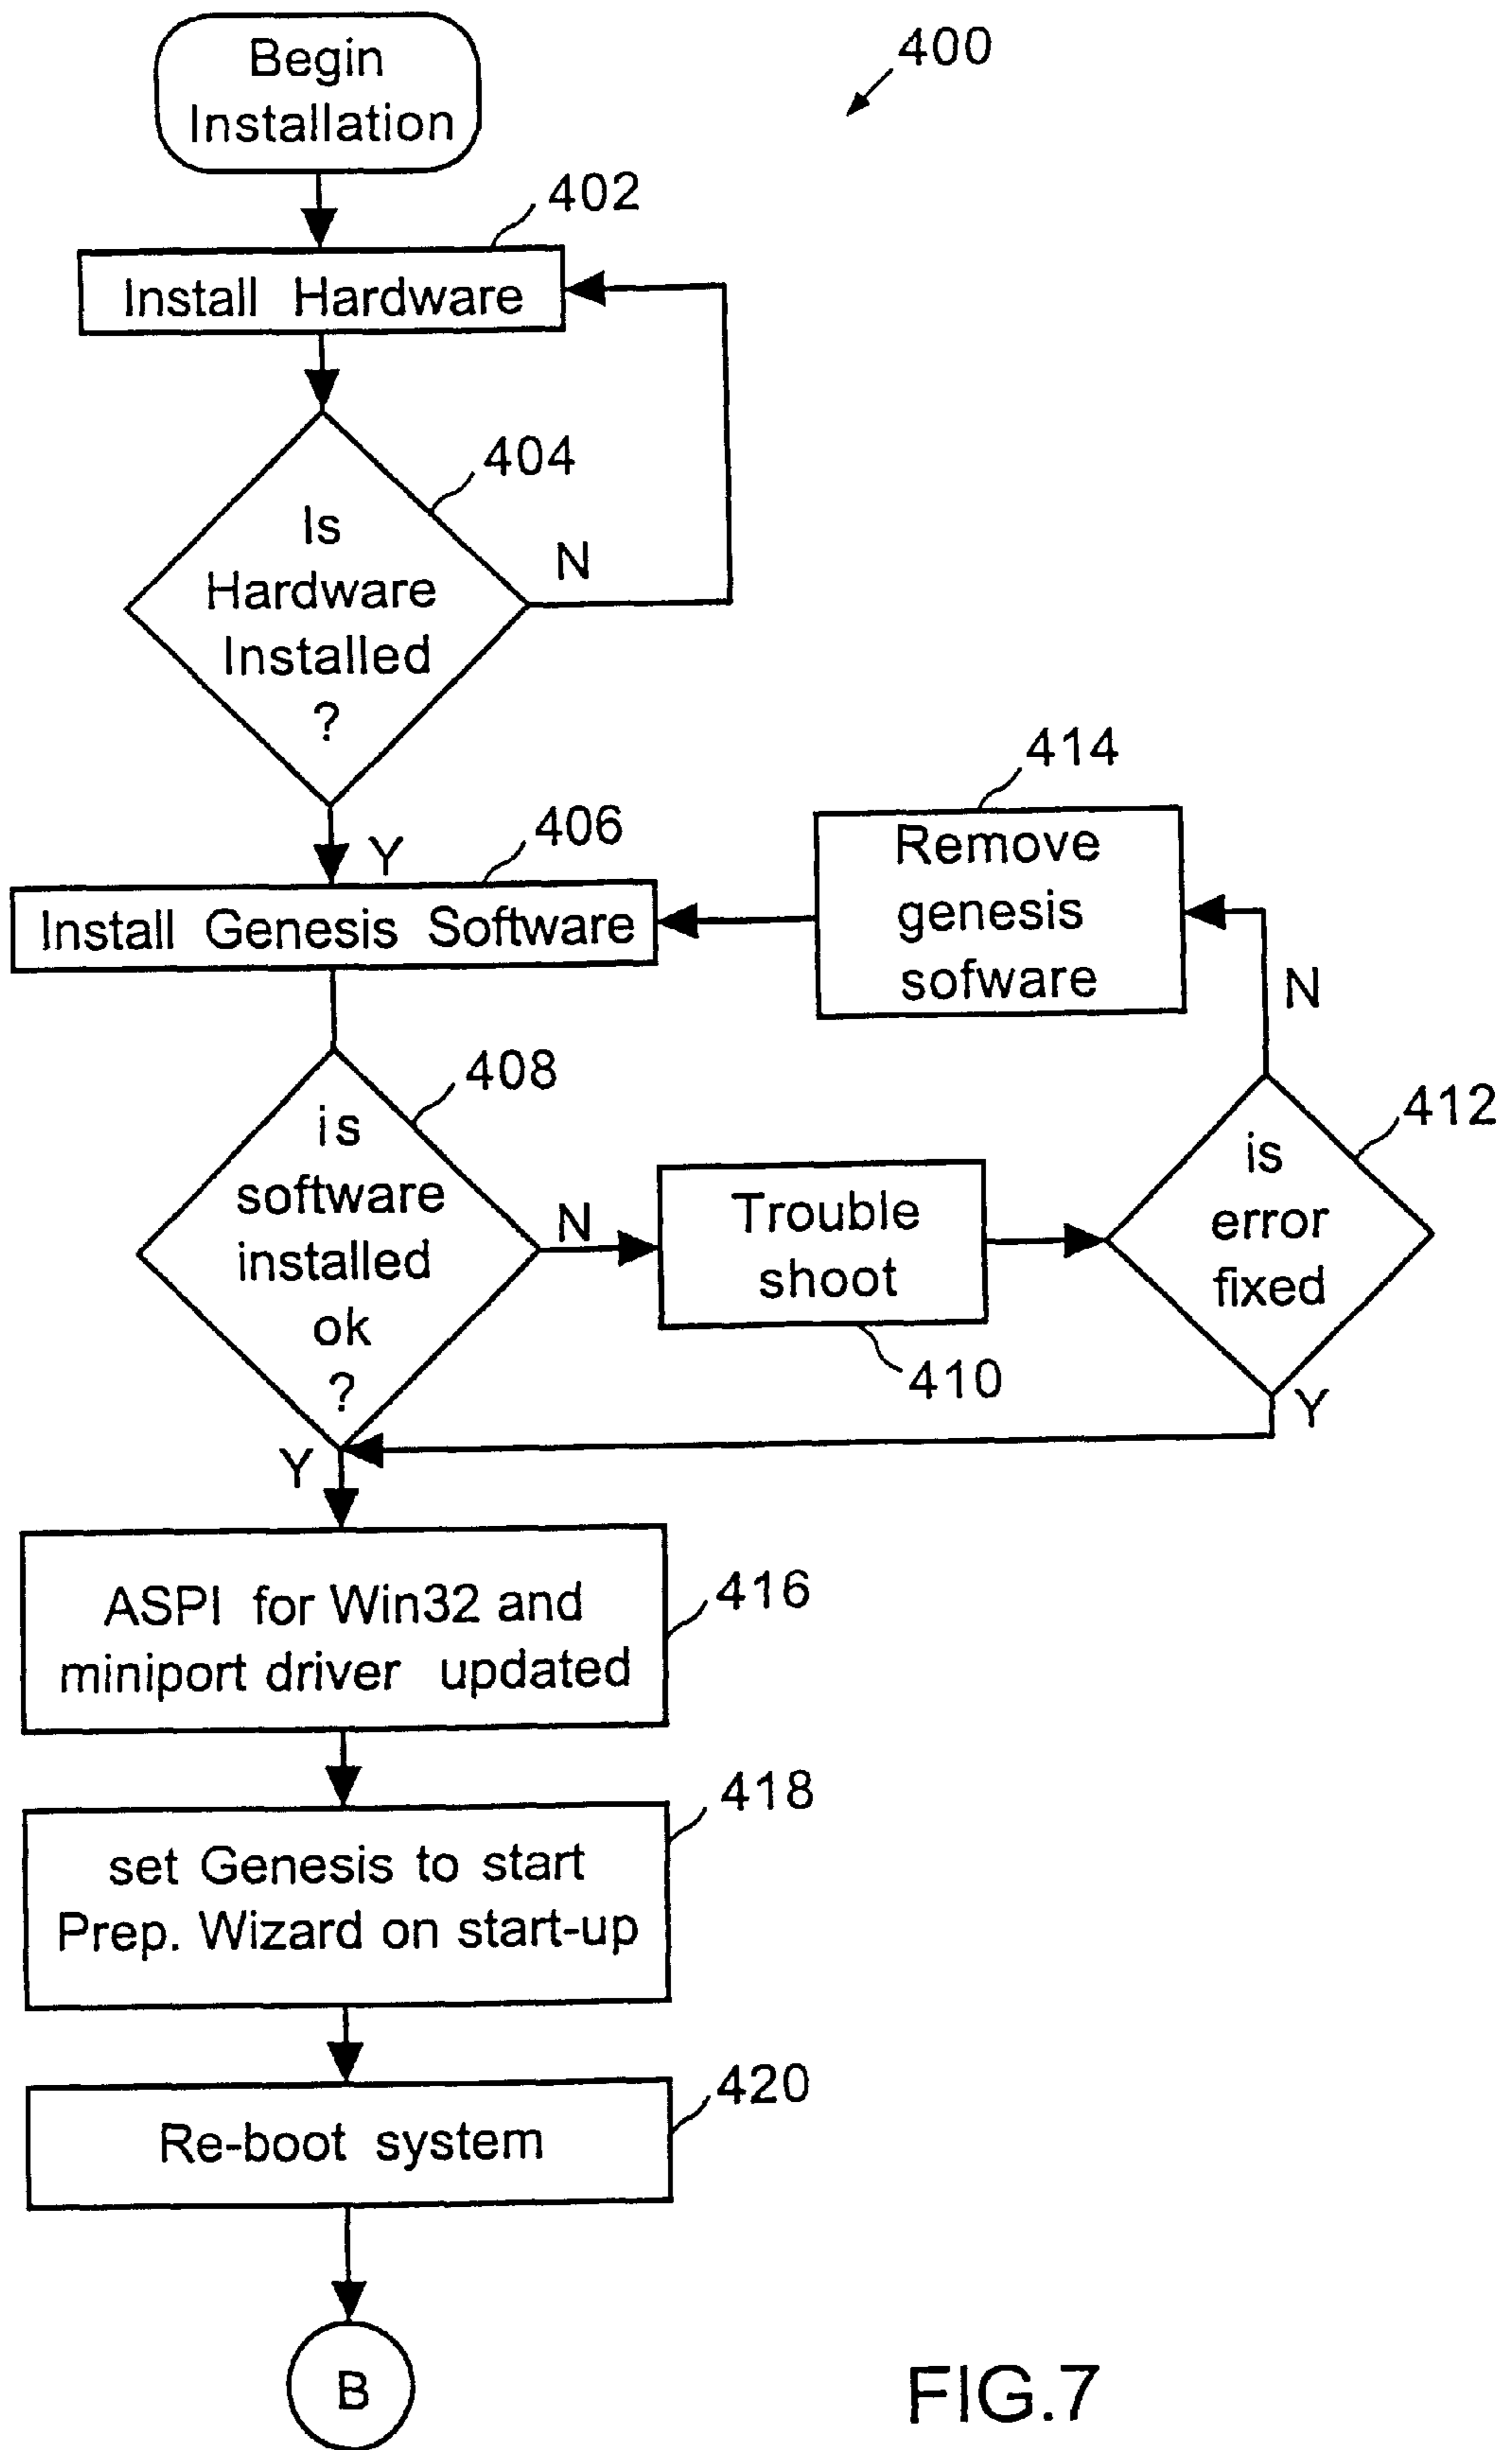 Begin
Installation
400
402
Install Hardware
404
Is
Hardware
Installed
?
N
Y
406
Install Genesis Software
414
Remove
genesis
sofware
N
408
is
software
installed
ok
?
N
Trouble
shoot
410
412
is
error
fixed
Y
Y
ASPI for Win32 and
miniport driver updated
416
418
set Genesis to start
Prep. Wizard on start-up
420
Re-boot system
B
FIG.7